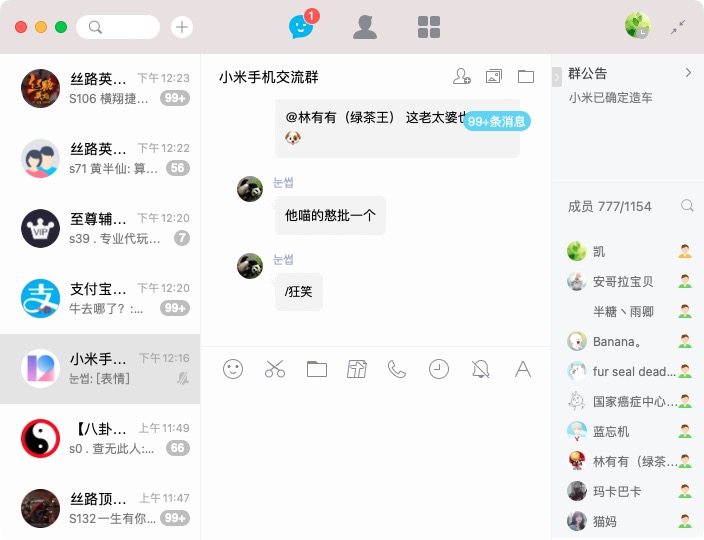 1
丝路英... 下午12:23
S106 横翔捷... 99+
丝路英... 下午12:22
s71 黄半仙: 算... 56
至尊辅... 下午12:20
VIP
s39 . 专业代玩... 7
支付宝... 下午12:20
支
牛去哪了？:... 99+
小米手... 下午12:16
눈썹: [表情]
【八卦... 上午11:49
s0 . 查无此人:... 66
丝路顶... 上午11:47
S132一生有你... 99+
小米手机交流群
@林有有（绿茶王） 这老太婆也
99+条消息
눈썹
他喵的憨批一个
눈썹
/狂笑
群公告
小米已确定造车
成员 777/1154
凯
安哥拉宝贝
半糖丶雨卿
Banana。
fur seal dead...
国家癌症中心...
蓝忘机
林有有（绿茶...
玛卡巴卡
猫妈